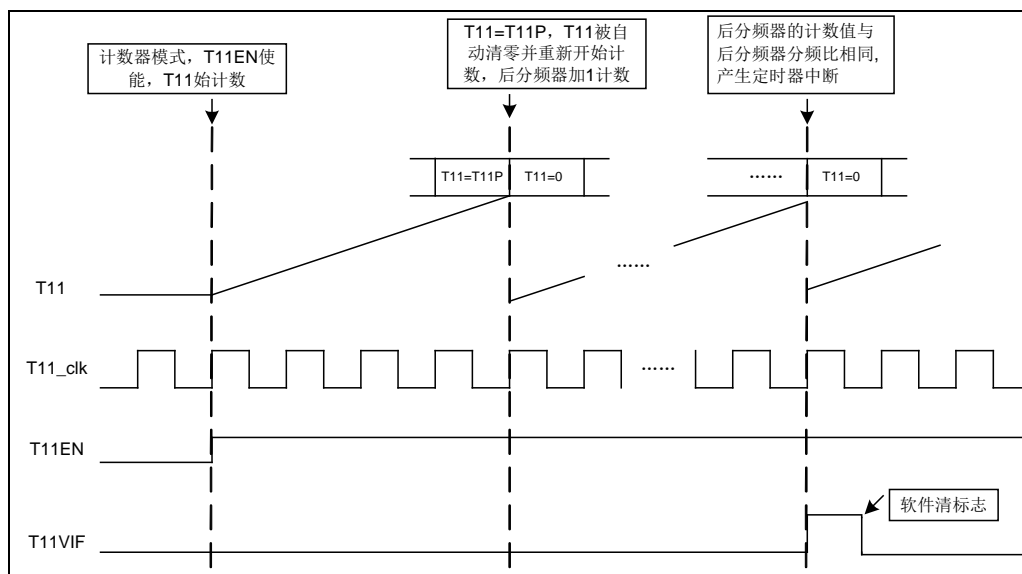 计数器模式，T11EN使
能，T11始计数
T11=T11P，T11被自
动清零并重新开始计
数，后分频器加1计数
后分频器的计数值与
后分频器分频比相同,
产生定时器中断
T11=T11P
T11=0
……
T11=0
……
T11
T11_clk
……
T11EN
软件清标志
T11VIF